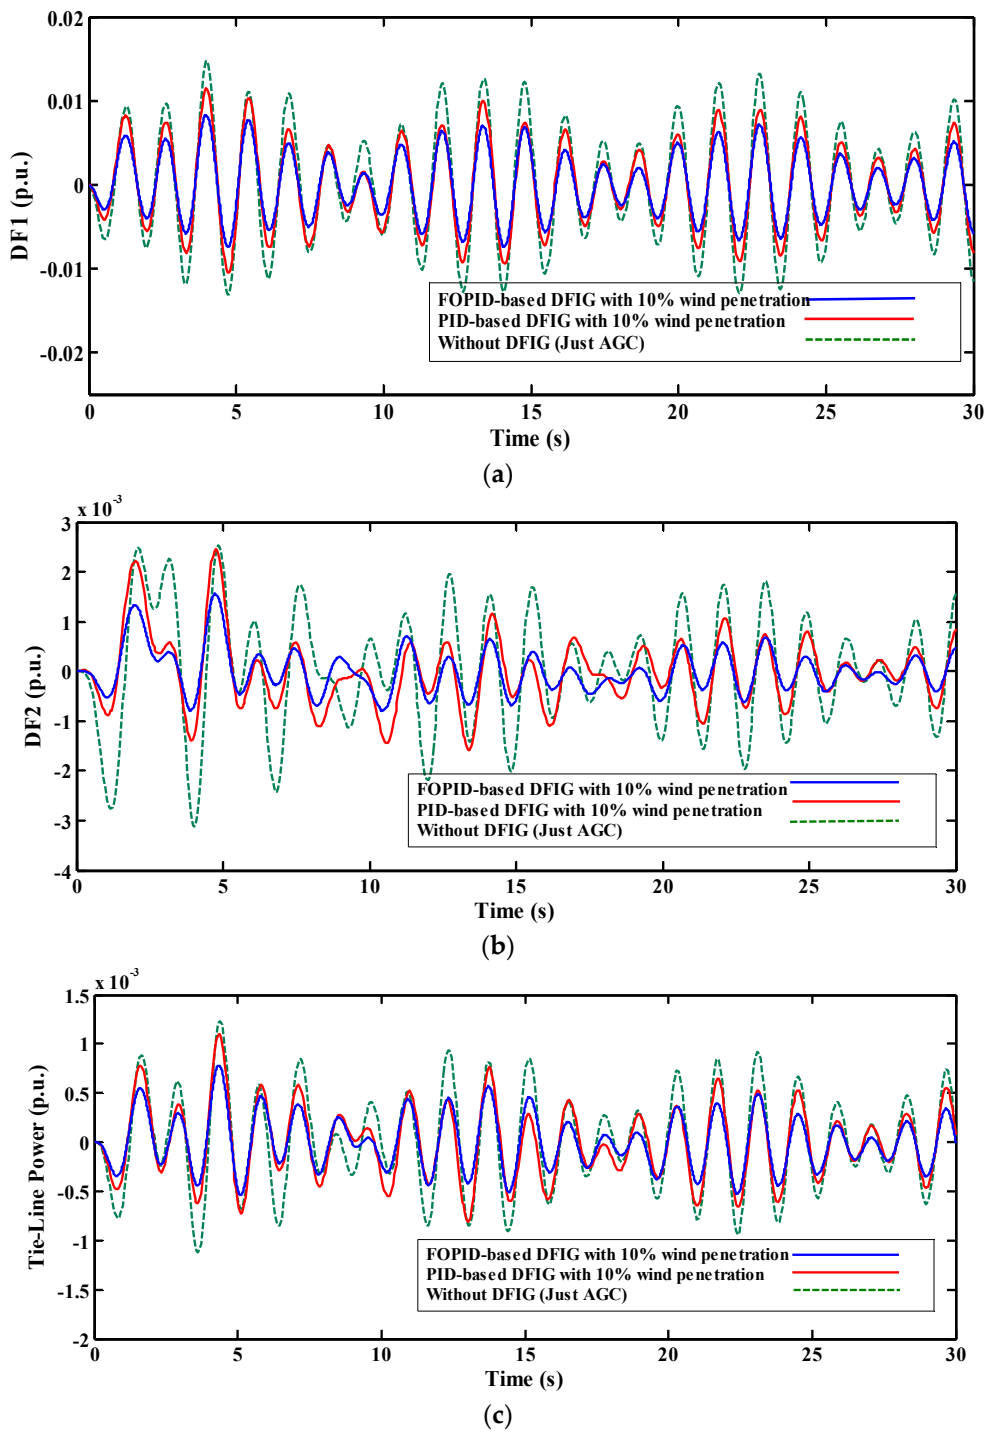 0.02
0.01
0
-0.01
-0.02
DF1 (p.u.)
FOPID-based DFIG with 10% wind penetration
PID-based DFIG with 10% wind penetration
Without DFIG (Just AGC)
0 5 10 15 20 25 30
Time (s)
(a)
x 10-3
3
2
1
0
-1
-2
-3
-4
DF2 (p.u.)
FOPID-based DFIG with 10% wind penetration
PID-based DFIG with 10% wind penetration
Without DFIG (Just AGC)
0 5 10 15 20 25 30
Time (s)
(b)
x 10-3
1.5
1
0.5
0
-0.5
-1
-1.5
-2
Tie-Line Power (p.u.)
FOPID-based DFIG with 10% wind penetration
PID-based DFIG with 10% wind penetration
Without DFIG (Just AGC)
0 5 10 15 20 25 30
Time (s)
(c)